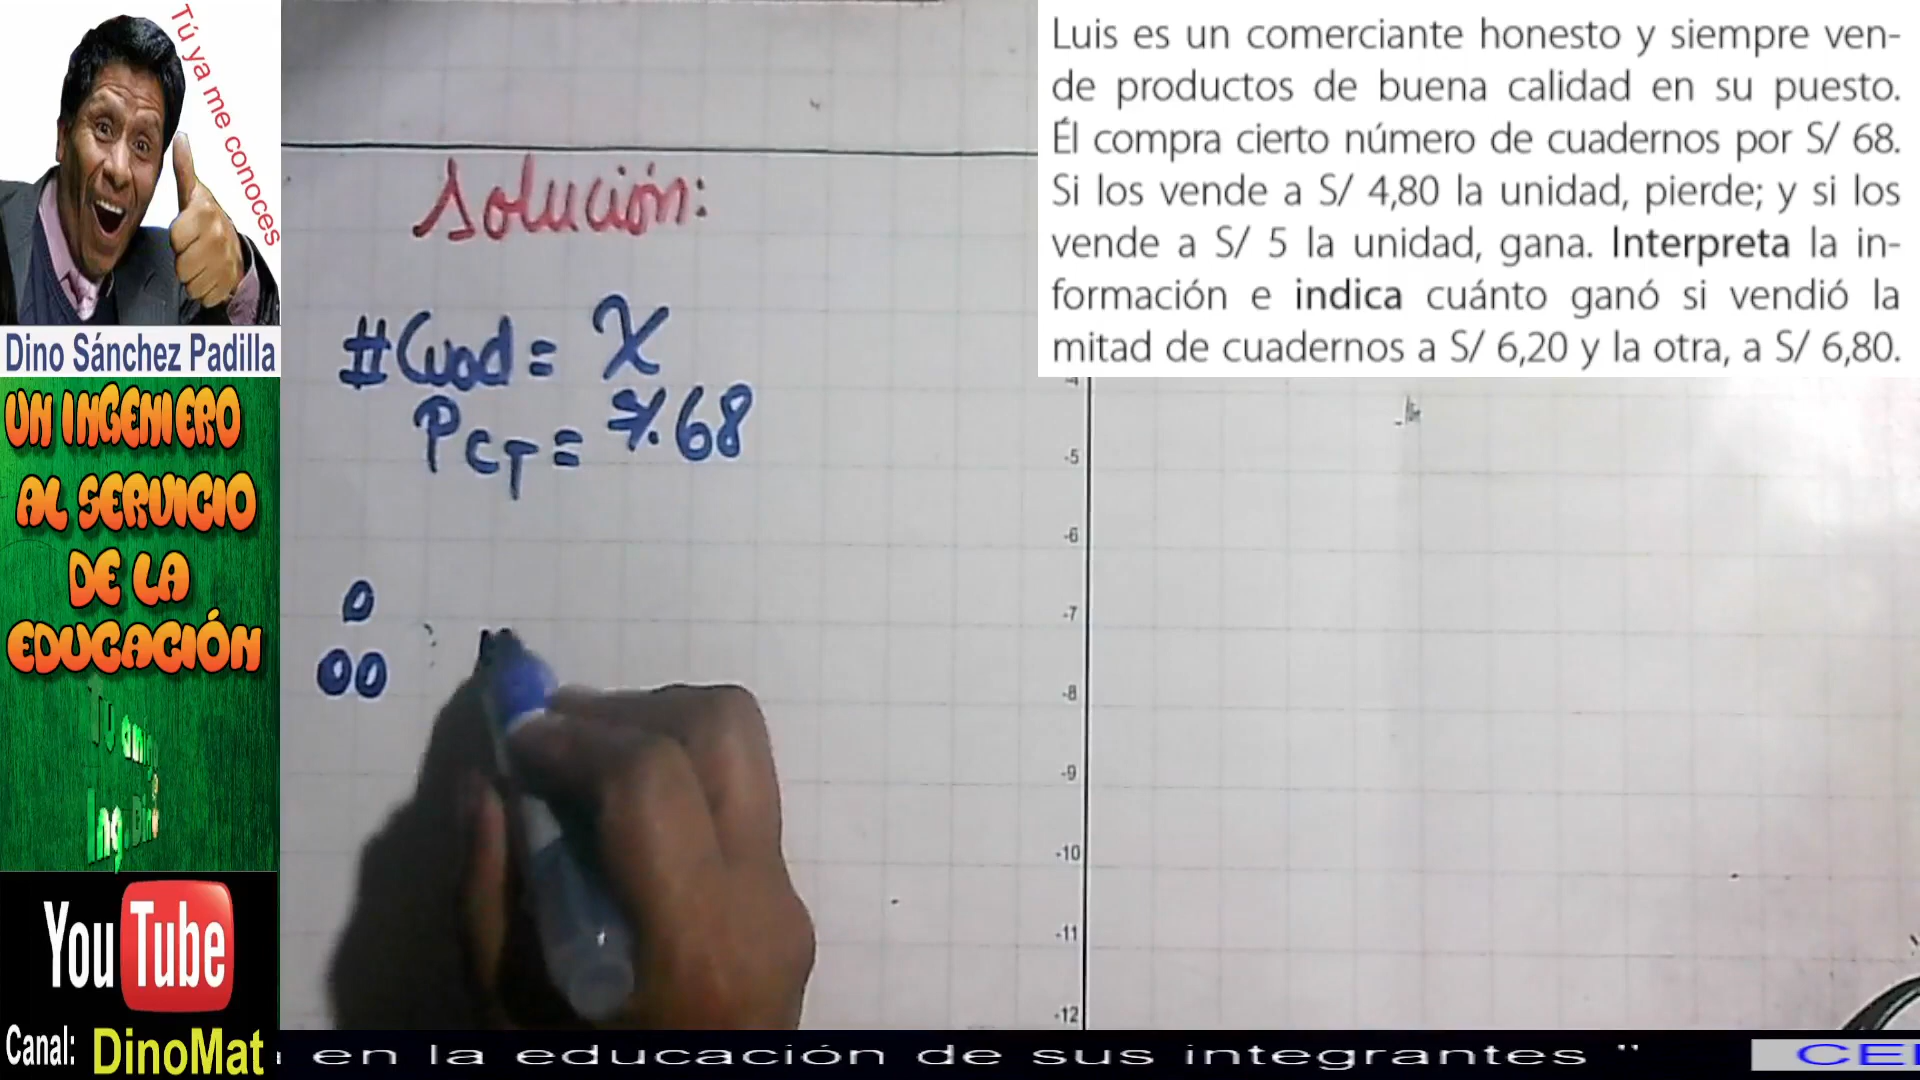 Tú ya me conoces
Dino Sánchez Padilla
UN INGENIERO
AL SERVICIO
DE LA
EDUCACIÓN
You Tube
Canal: DinoMat
Solución:
#Cuad = x
PCT = S/. 68
Luis es un comerciante honesto y siempre ven-
de productos de buena calidad en su puesto.
Él compra cierto número de cuadernos por S/ 68.
Si los vende a S/ 4,80 la unidad, pierde; y si los
vende a S/ 5 la unidad, gana. Interpreta la in-
formación e indica cuánto ganó si vendió la
mitad de cuadernos a S/ 6,20 y la otra, a S/ 6,80.
-5
-6
-7
-8
-9
-10
-11
-12
en la educación de sus integrantes "